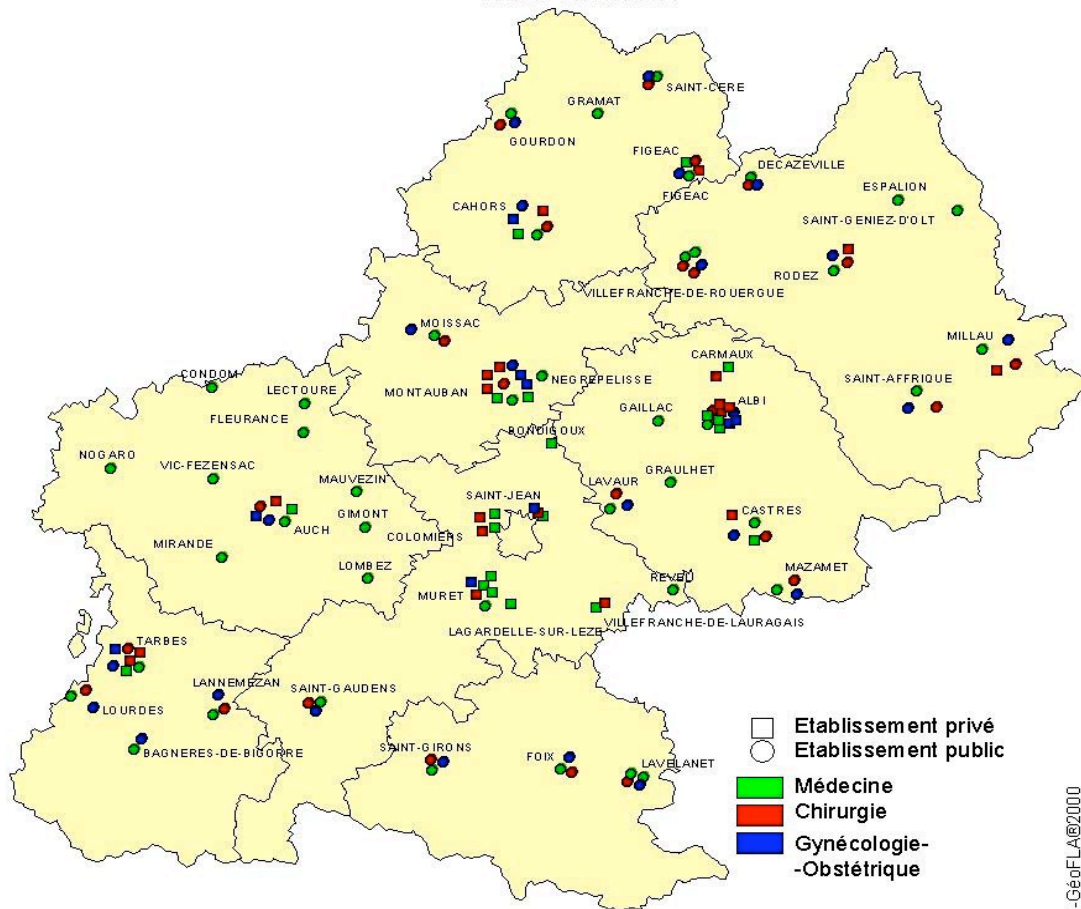 SAINT-CERE
GRAMAT
GOURDON
FIGEAC
DECAZEVILLE
FIGEAC
ESPALION
CAHORS
SAINT-GENIEZ-D'OLT
RODEZ
VILLEFRANCHE-DE-ROUERGUE
MOISSAC
MILLAU
CARMAUX
CONDOM
NEGREPELISSE
SAINT-AFFRIQUE
LECTOURE
MONTAUBAN
ALBI
GAILLAC
FLEURANCE
BONDIGOUX
NOGARO
VIC-FEZENSAC
GRAULHET
MAUVEZIN
LAVAUR
SAINT-JEAN
CASTRES
GIMONT
AUCH
COLOMIERS
MIRANDE
MAZAMET
LOMBEZ
REVEL
MURET
VILLEFRANCHE-DE-LAURAGAIS
LAGARDELLE-SUR-LEZE
TARBES
LANNEMEZAN
SAINT-GAUDENS
LOURDES
BAGNERES-DE-BIGORRE
SAINT-GIRONS
FOIX
LAVELANET
Etablissement privé
Etablissement public
Médecine
Chirurgie
Gynécologie-
-Obstétrique
-GéoFLA®2000